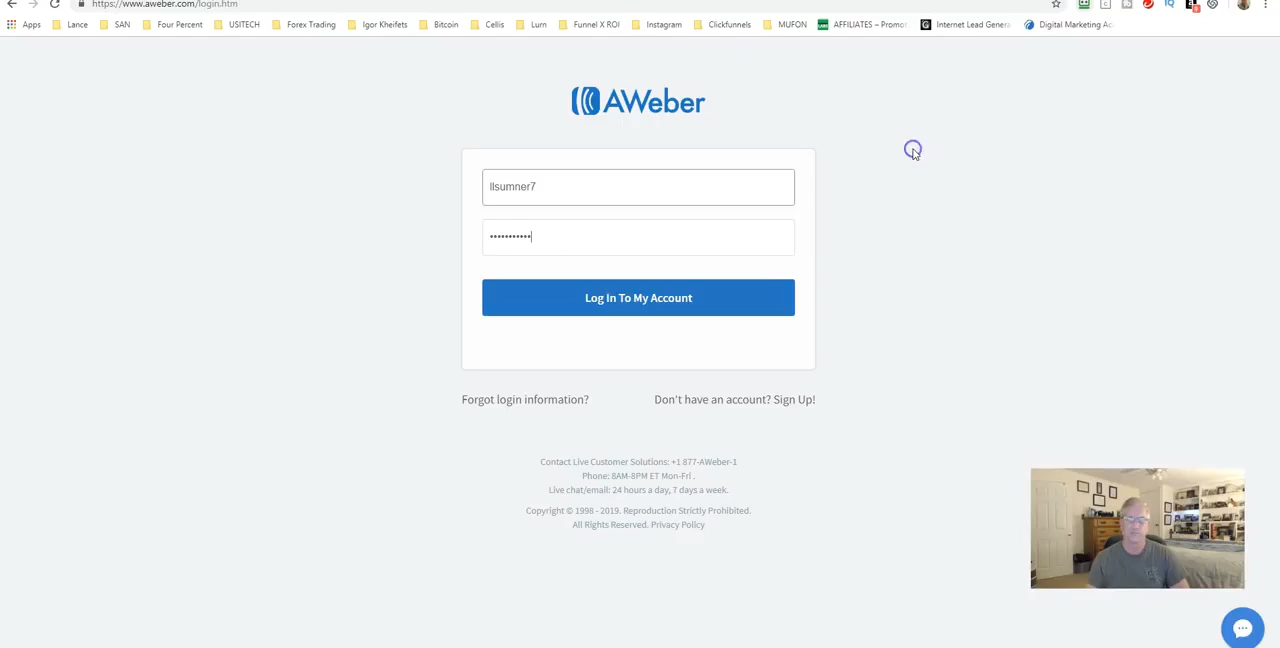 https://www.aweber.com/login.htm
Apps Lance SAN Four Percent USITECH Forex Trading Igor Kheifets Bitcoin Cellis Lurn Funnel X ROI Instagram Clickfunnels MUFON AFFILIATES – Promot Internet Lead Genera Digital Marketing Ac
AWeber
llsumner7
•••••••••••
Log In To My Account
Forgot login information? Don't have an account? Sign Up!
Contact Live Customer Solutions: +1 877-AWeber-1
Phone: 8AM-8PM ET Mon-Fri .
Live chat/email: 24 hours a day, 7 days a week.
Copyright © 1998 - 2019. Reproduction Strictly Prohibited.
All Rights Reserved. Privacy Policy